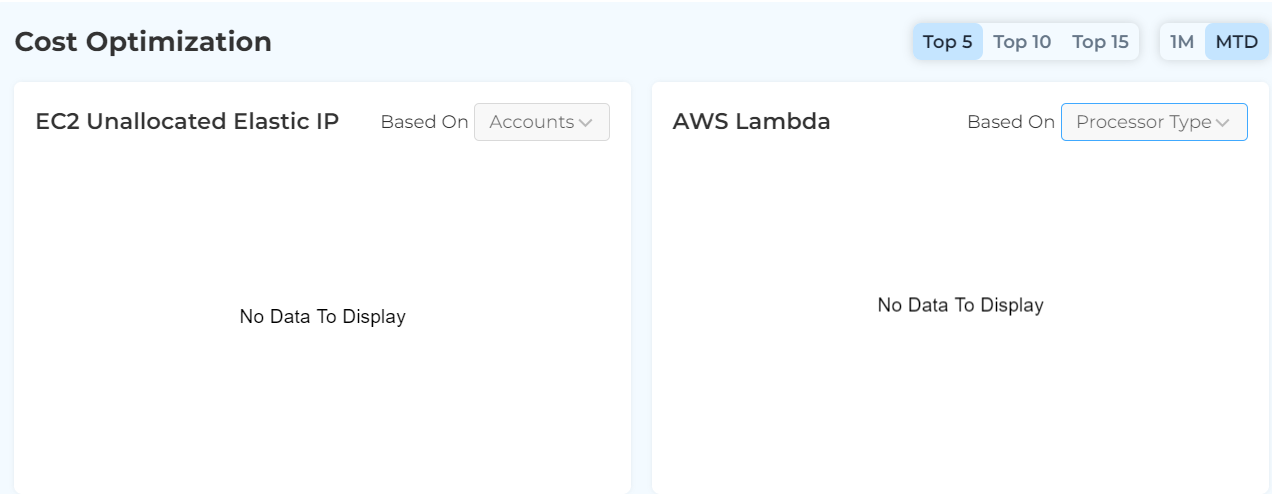 Cost Optimization
Top 5 Top 10 Top 15 1M MTD
EC2 Unallocated Elastic IP Based On Accounts
AWS Lambda Based On Processor Type
No Data To Display
No Data To Display